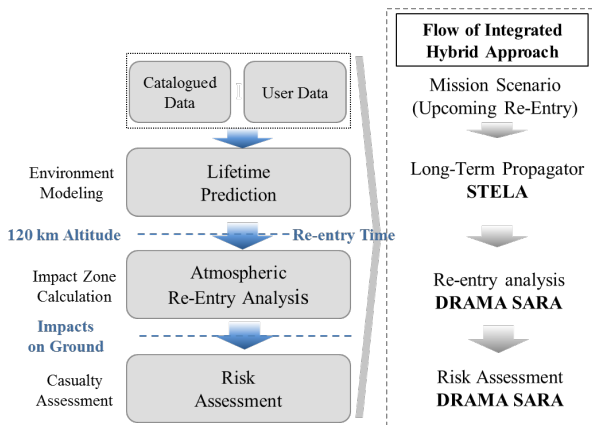 Catalogued
Data
User Data
Environment
Modeling
Lifetime
Prediction
120 km Altitude
Re-entry Time
Impact Zone
Calculation
Atmospheric
Re-Entry Analysis
Impacts
on Ground
Casualty
Assessment
Risk
Assessment
Flow of Integrated
Hybrid Approach
Mission Scenario
(Upcoming Re-Entry)
Long-Term Propagator
STELA
Re-entry analysis
DRAMA SARA
Risk Assessment
DRAMA SARA